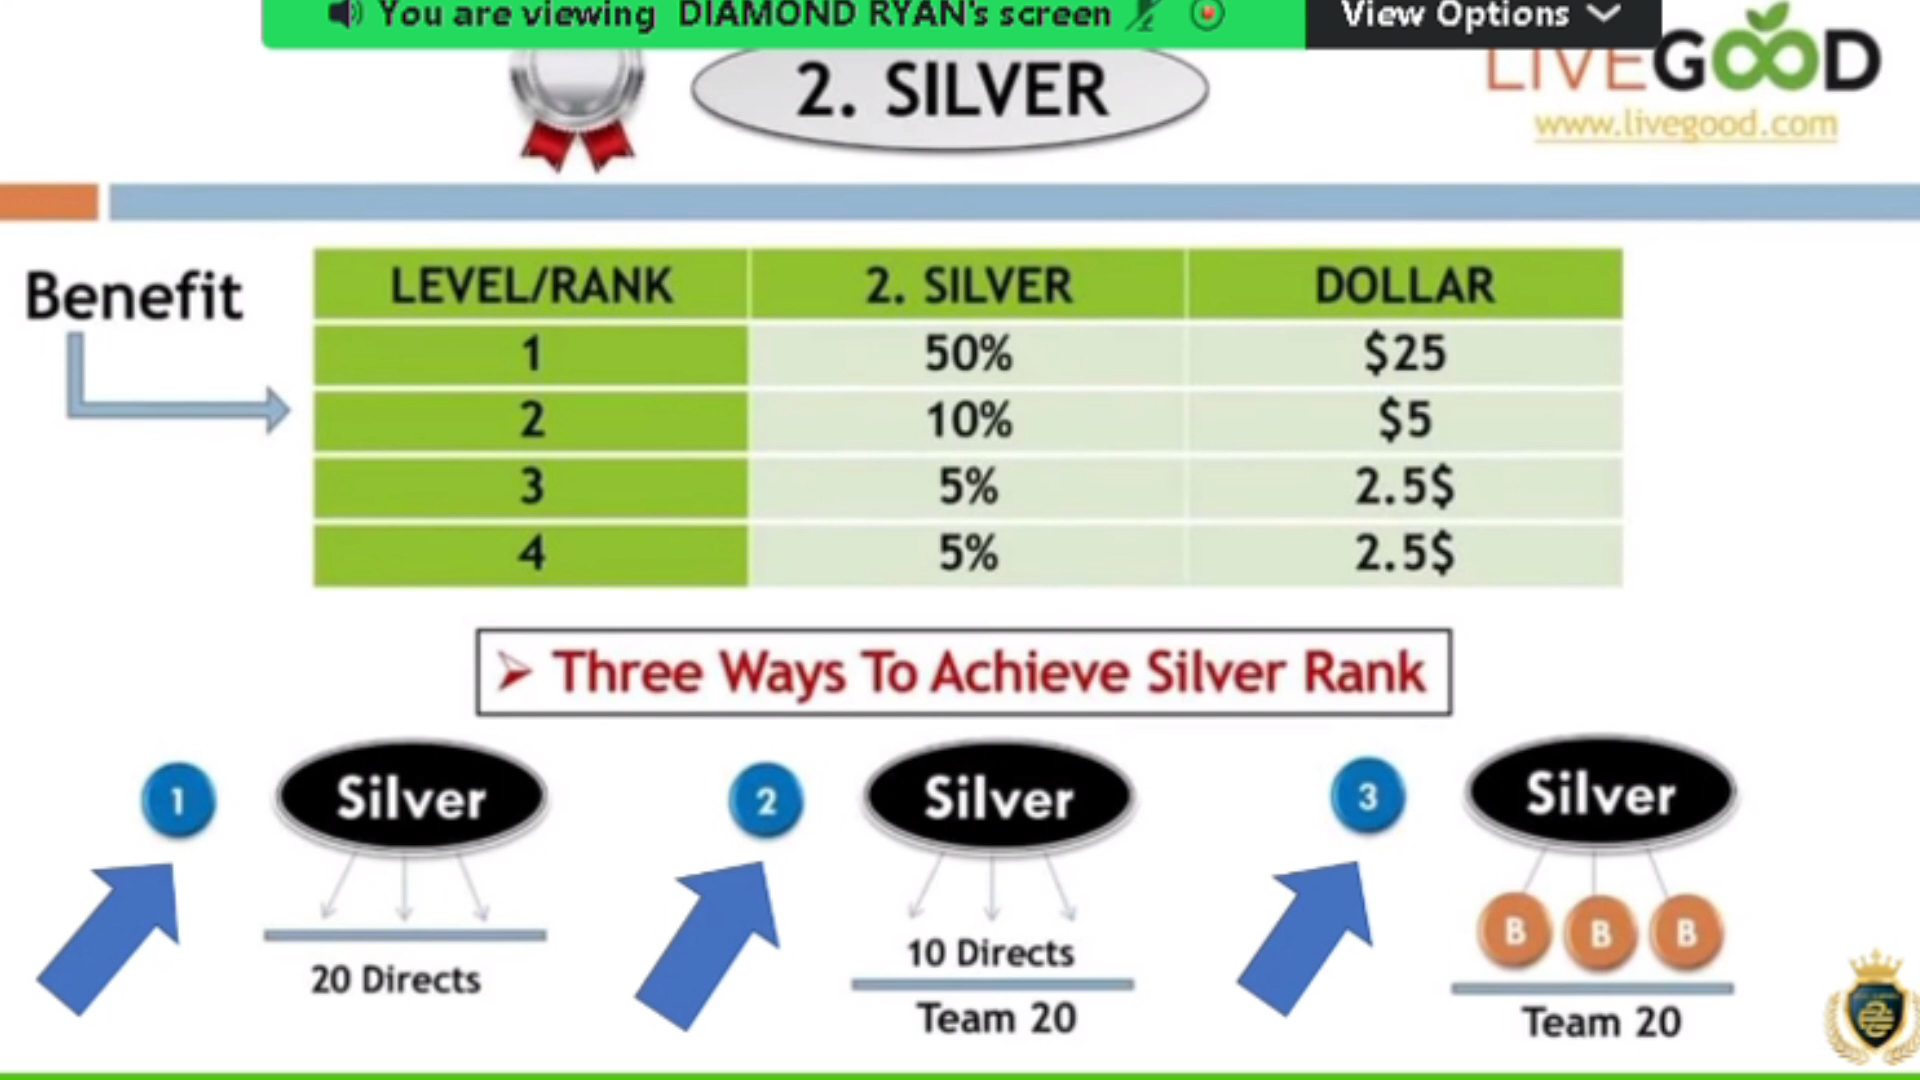 You are viewing DIAMOND RYAN's screen
View Options
2. SILVER
LIVEGOOD
www.livegood.com
Benefit
LEVEL/RANK 2. SILVER DOLLAR
1 50% $25
2 10% $5
3 5% 2.5$
4 5% 2.5$
Three Ways To Achieve Silver Rank
1 Silver
20 Directs
2 Silver
10 Directs
Team 20
3 Silver
B B B
Team 20